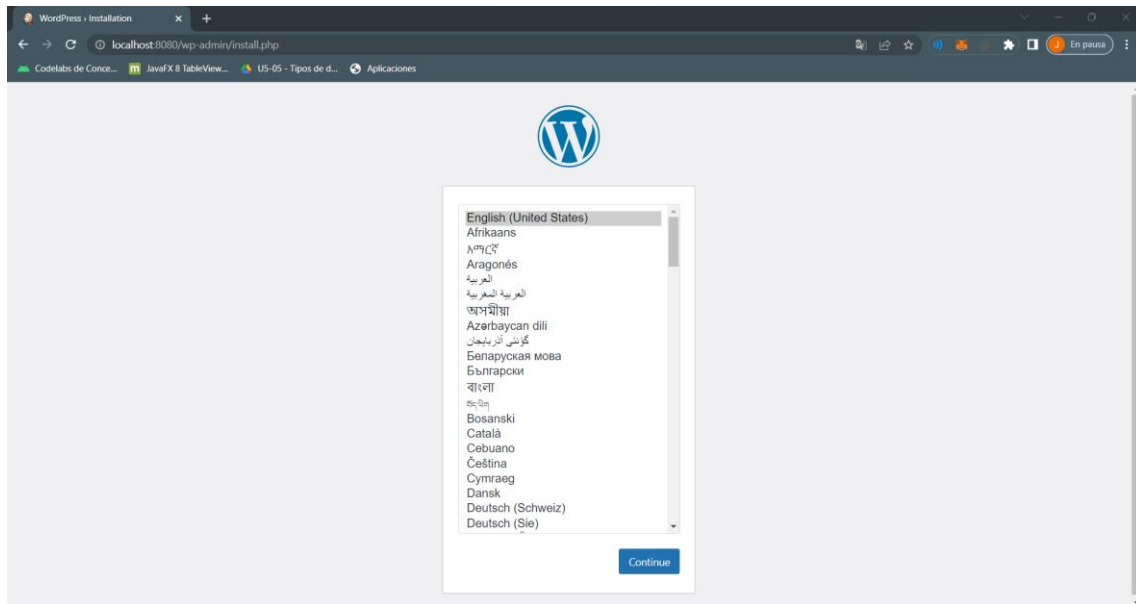 WordPress › Installation
localhost:8080/wp-admin/install.php
En pausa
Codelabs de Conce...
JavaFX 8 TableView...
U5-05 - Tipos de d...
Aplicaciones
English (United States)
Afrikaans
አማርኛ
Aragonés
العربية
العربية المغربية
অসমীয়া
Azərbaycan dili
گؤنئی آذربایجان
Беларуская мова
Български
বাংলা
བོད་ཡིག
Bosanski
Català
Cebuano
Čeština
Cymraeg
Dansk
Deutsch (Schweiz)
Deutsch (Sie)
Continue